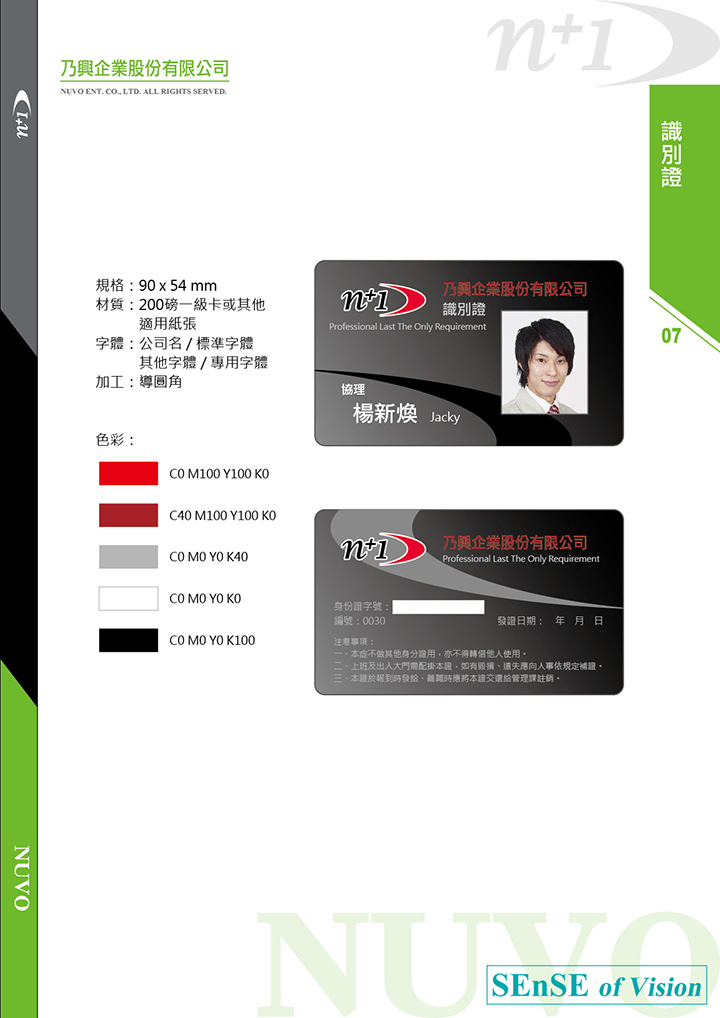 n+1
乃興企業股份有限公司
NUVO ENT. CO., LTD. ALL RIGHTS SERVED.
n+1
識別證
07
規格：90 x 54 mm
材質：200磅一級卡或其他
適用紙張
字體：公司名 / 標準字體
其他字體 / 專用字體
加工：導圓角
色彩：
C0 M100 Y100 K0
C40 M100 Y100 K0
C0 M0 Y0 K40
C0 M0 Y0 K0
C0 M0 Y0 K100
n+1
乃興企業股份有限公司
識別證
Professional Last The Only Requirement
協理
楊新煥 Jacky
n+1
乃興企業股份有限公司
Professional Last The Only Requirement
身份證字號：
編號：0030
發證日期： 年 月 日
注意事項：
一、本症不做其他身分證用，亦不得轉借他人使用。
二、上班及出入大門需配掛本證，如有毀損、遺失應向人事依規定補證。
三、本證於報到時發給、離職時應將本證交還給管理課註銷。
NUVO
NUVO
SEnSE of Vision